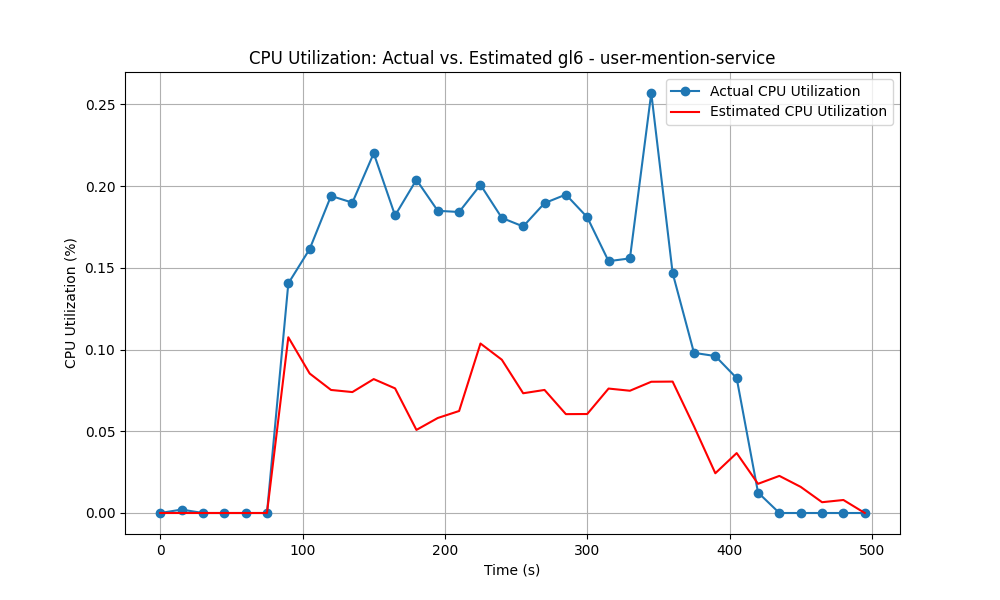 CPU Utilization: Actual vs. Estimated gl6 - user-mention-service
Actual CPU Utilization
Estimated CPU Utilization
CPU Utilization (%)
0.25
0.20
0.15
0.10
0.05
0.00
0 100 200 300 400 500
Time (s)